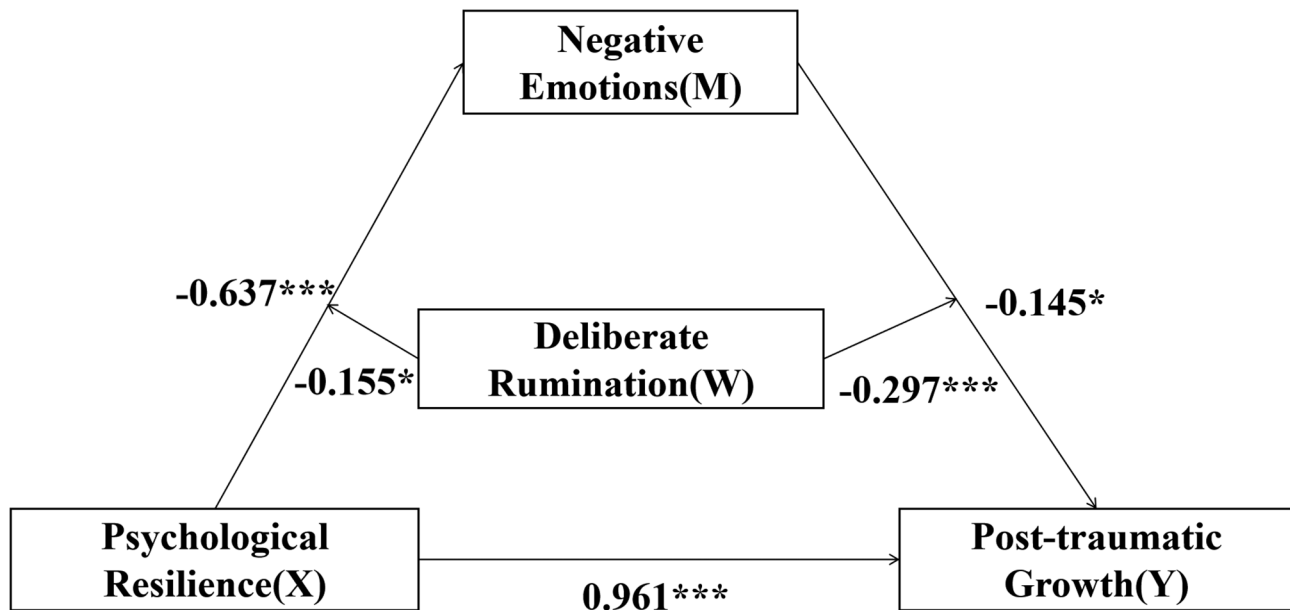 Negative
Emotions(M)
-0.637***
-0.145*
Deliberate
Rumination(W)
-0.155*
-0.297***
Psychological
Resilience(X)
Post-traumatic
Growth(Y)
0.961***